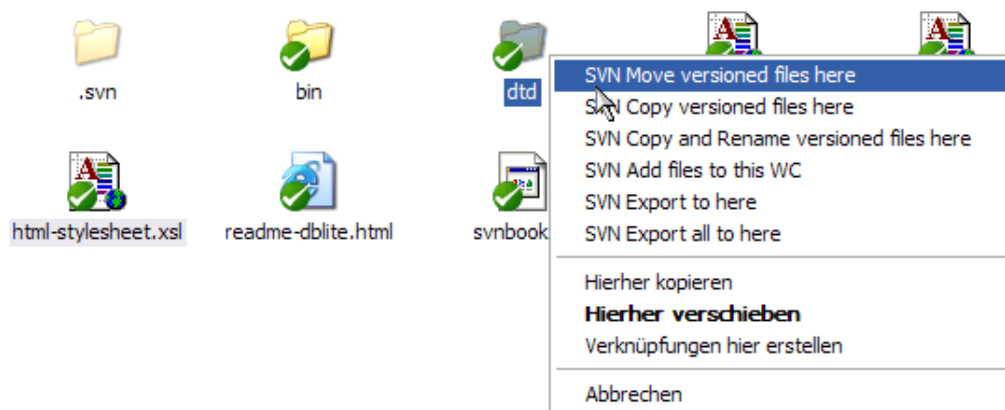 .svn
bin
dtd
SVN Move versioned files here
SVN Copy versioned files here
SVN Copy and Rename versioned files here
SVN Add files to this WC
SVN Export to here
SVN Export all to here
html-stylesheet.xsl
readme-dblite.html
svnbook
Hierher kopieren
Hierher verschieben
Verknüpfungen hier erstellen
Abbrechen